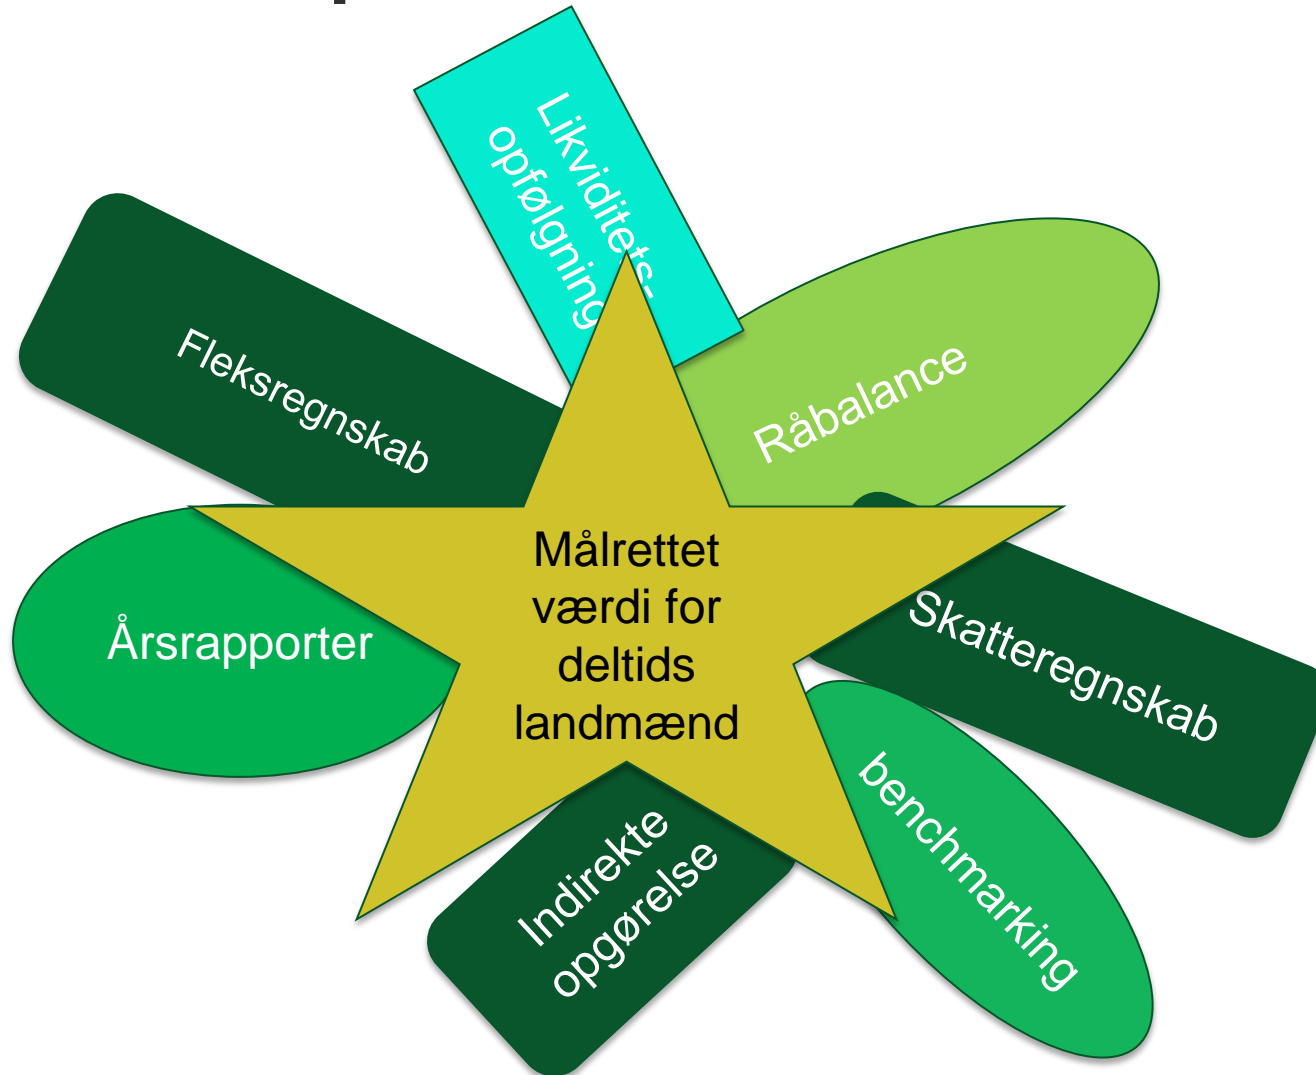 Likviditets-
opfølgning
Fleksregnskab
Råbalance
Målrettet
værdi for
deltids
landmænd
Årsrapporter
Skatteregnskab
benchmarking
Indirekte
opgørelse